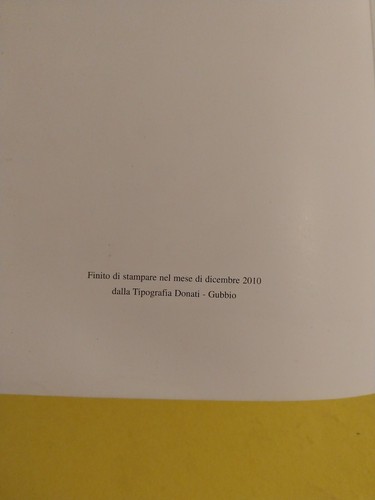 Finito di stampare nel mese di dicembre 2010
dalla Tipografia Donati - Gubbio